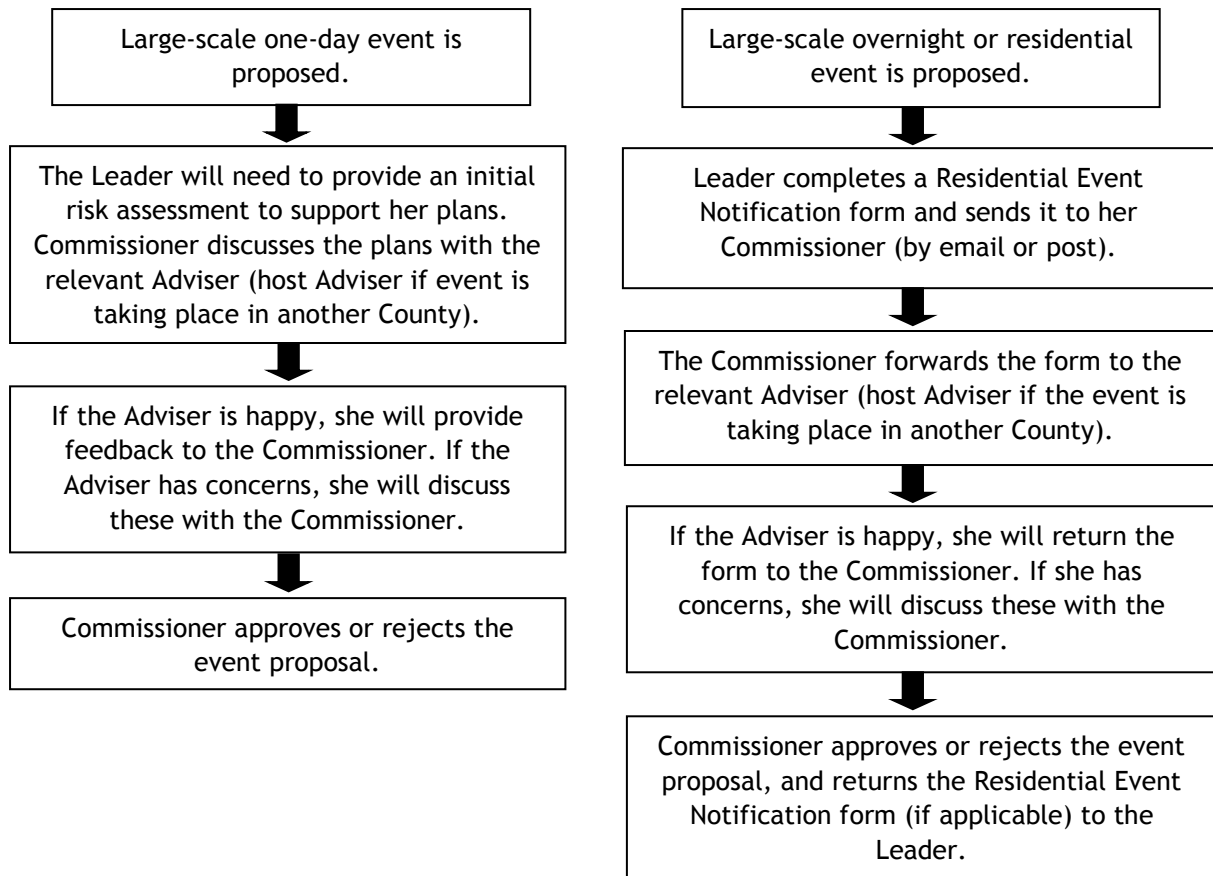 Large-scale one-day event is
proposed.
The Leader will need to provide an initial
risk assessment to support her plans.
Commissioner discusses the plans with the
relevant Adviser (host Adviser if event is
taking place in another County).
If the Adviser is happy, she will provide
feedback to the Commissioner. If the
Adviser has concerns, she will discuss
these with the Commissioner.
Commissioner approves or rejects the
event proposal.
Large-scale overnight or residential
event is proposed.
Leader completes a Residential Event
Notification form and sends it to her
Commissioner (by email or post).
The Commissioner forwards the form to the
relevant Adviser (host Adviser if the event is
taking place in another County).
If the Adviser is happy, she will return the
form to the Commissioner. If she has
concerns, she will discuss these with the
Commissioner.
Commissioner approves or rejects the event
proposal, and returns the Residential Event
Notification form (if applicable) to the
Leader.